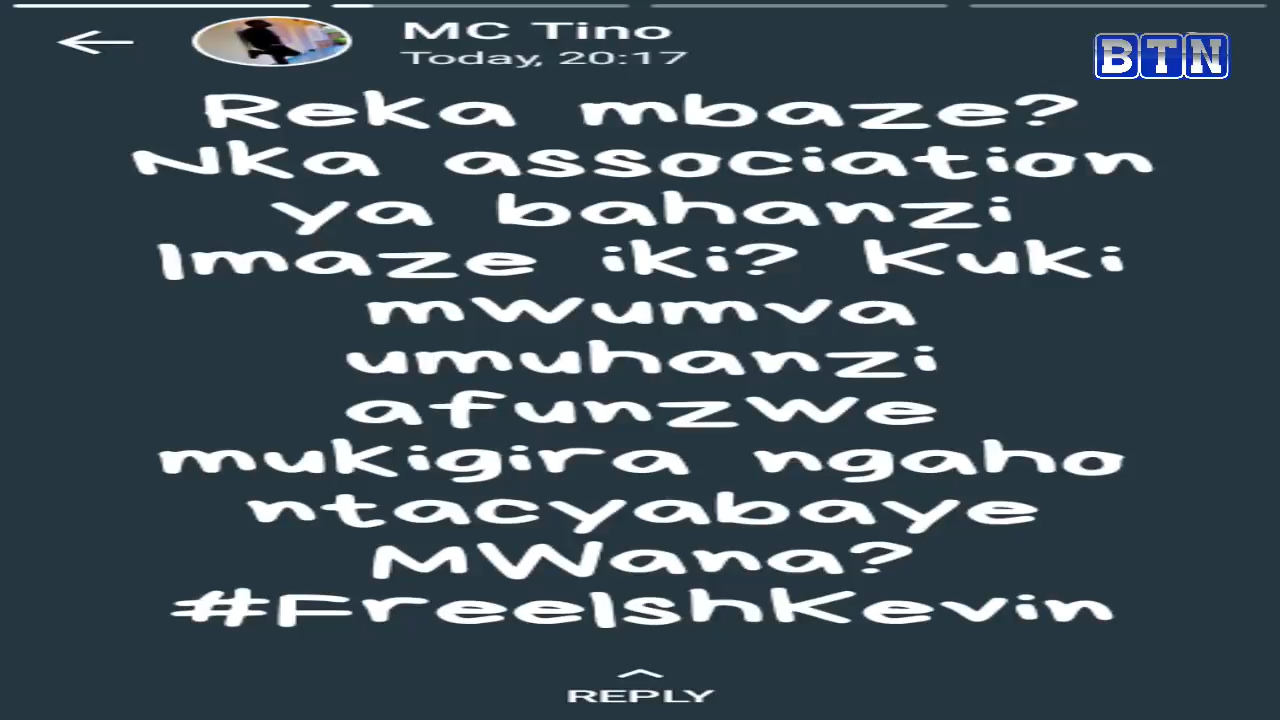 MC Tino
Today, 20:17
BTN
Reka mbaze?
Nka association
ya bahanzi
Imaze iki? Kuki
mwumva
umuhanzi
afunzwe
mukigira ngaho
ntacyabaye
MWana?
#FreeIshKevin
REPLY